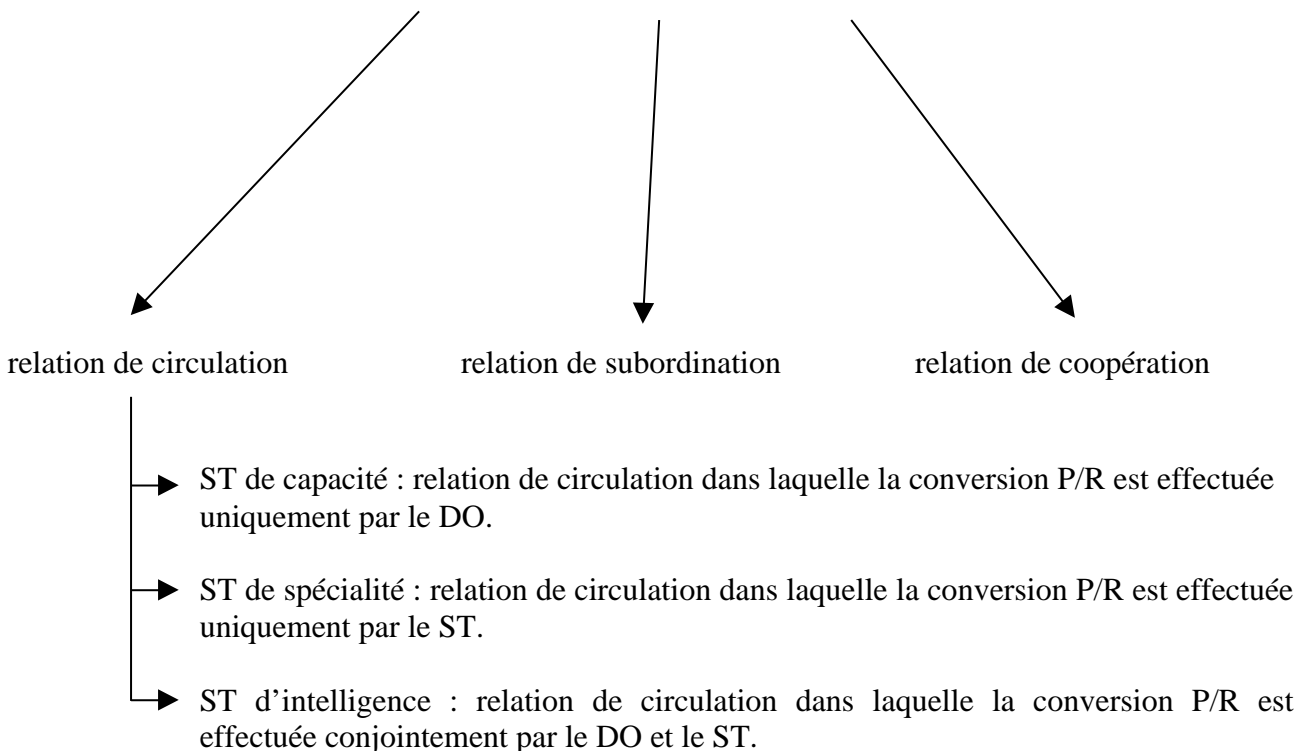 relation de circulation
relation de subordination
relation de coopération
ST de capacité : relation de circulation dans laquelle la conversion P/R est effectuée
uniquement par le DO.
ST de spécialité : relation de circulation dans laquelle la conversion P/R est effectuée
uniquement par le ST.
ST d’intelligence : relation de circulation dans laquelle la conversion P/R est
effectuée conjointement par le DO et le ST.